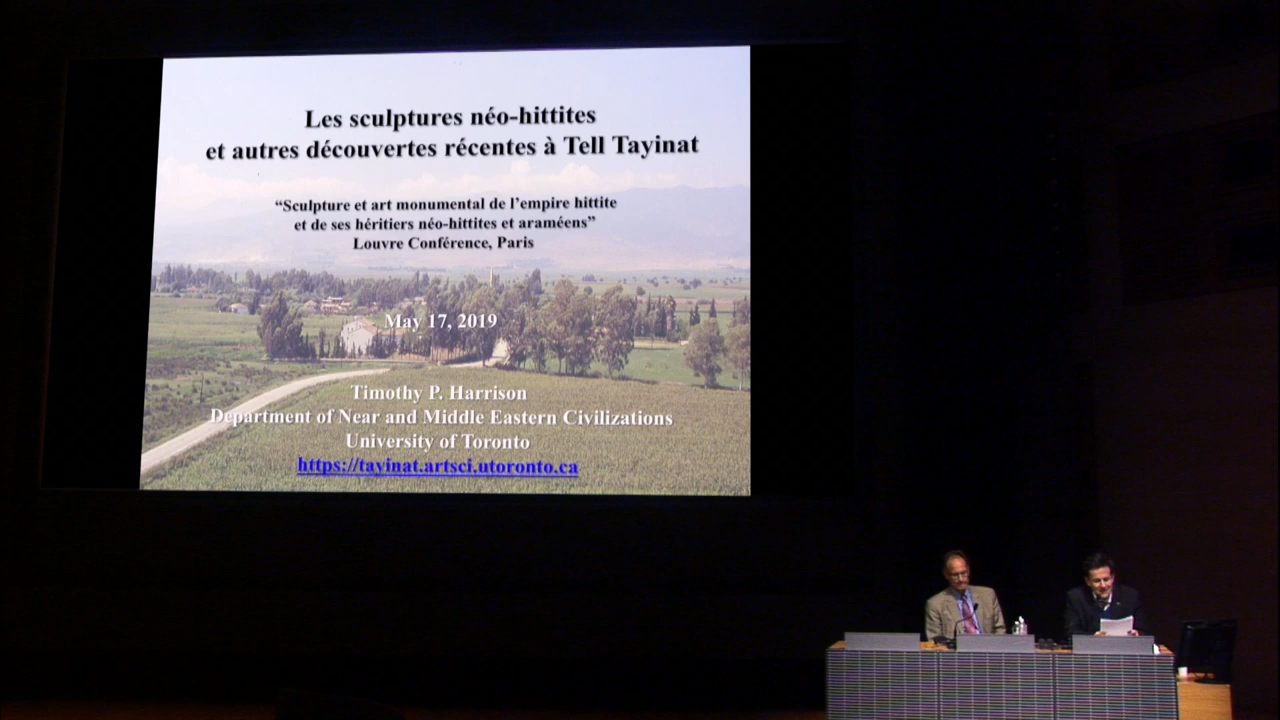 Les sculptures néo-hittites
et autres découvertes récentes à Tell Tayinat
“Sculpture et art monumental de l’empire hittite
et de ses héritiers néo-hittites et araméens”
Louvre Conférence, Paris
May 17, 2019
Timothy P. Harrison
Department of Near and Middle Eastern Civilizations
University of Toronto
https://tayinat.artsci.utoronto.ca